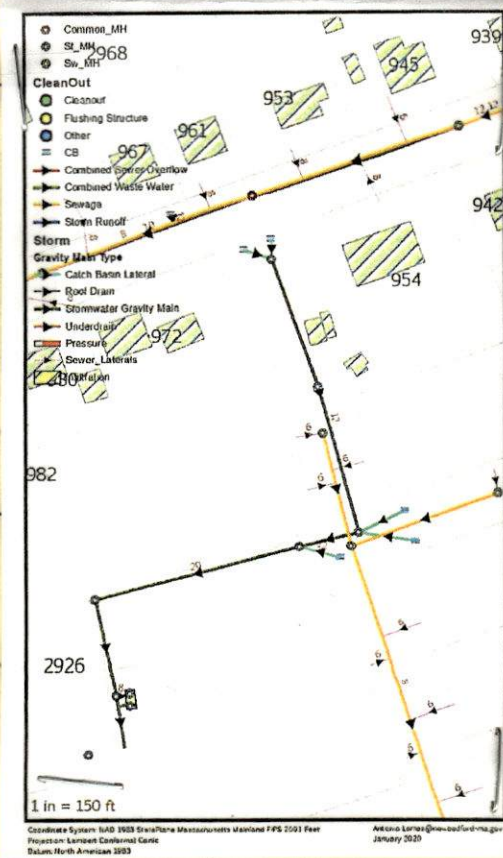 Common_MH
St_MH
Sw_MH
2968
CleanOut
Cleanout
Flushing Structure
Other
CB
Combined Sewer Overflow
Combined Waste Water
Sewage
Storm Runoff
Storm
Gravity Main Type
Catch Basin Lateral
Roof Drain
Stormwater Gravity Main
Underdrain
Pressure
Sewer_Laterals
Infiltration
939
945
953
961
967
942
954
972
982
20
2926
1 in = 150 ft
Coordinate System: NAD 1983 StatePlane Massachusetts Mainland FIPS 2001 Feet
Projection: Lambert Conformal Conic
Datum: North American 1983
January 2020